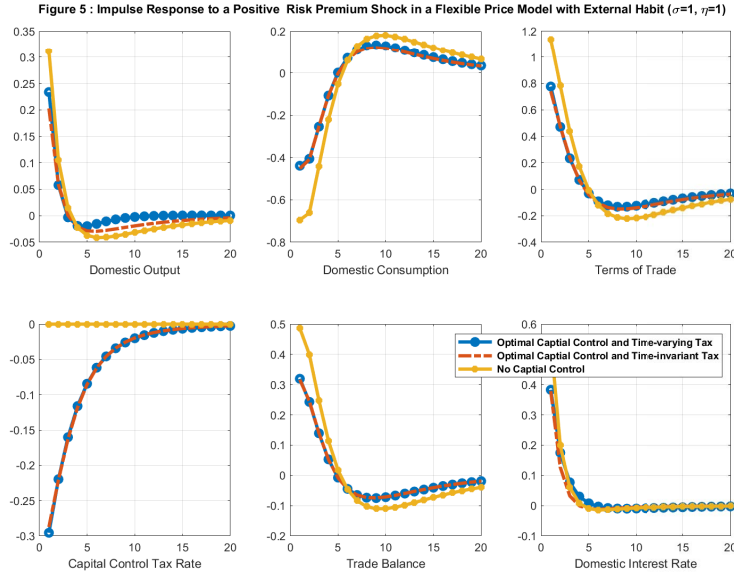 Figure 5 : Impulse Response to a Positive Risk Premium Shock in a Flexible Price Model with External Habit (σ=1, η=1)
0.35
0.3
0.25
0.2
0.15
0.1
0.05
0
-0.05
0 5 10 15 20
Domestic Output
0.2
0
-0.2
-0.4
-0.6
-0.8
0 5 10 15 20
Domestic Consumption
1.2
1
0.8
0.6
0.4
0.2
0
-0.2
-0.4
0 5 10 15 20
Terms of Trade
0
-0.05
-0.1
-0.15
-0.2
-0.25
-0.3
0 5 10 15 20
Capital Control Tax Rate
0.5
0.4
0.3
0.2
0.1
0
-0.1
-0.2
0 5 10 15 20
Trade Balance
0.6
Optimal Captial Control and Time-varying Tax
Optimal Captial Control and Time-invariant Tax
No Captial Control
0.4
0.3
0.2
0.1
0
-0.1
0 5 10 15 20
Domestic Interest Rate